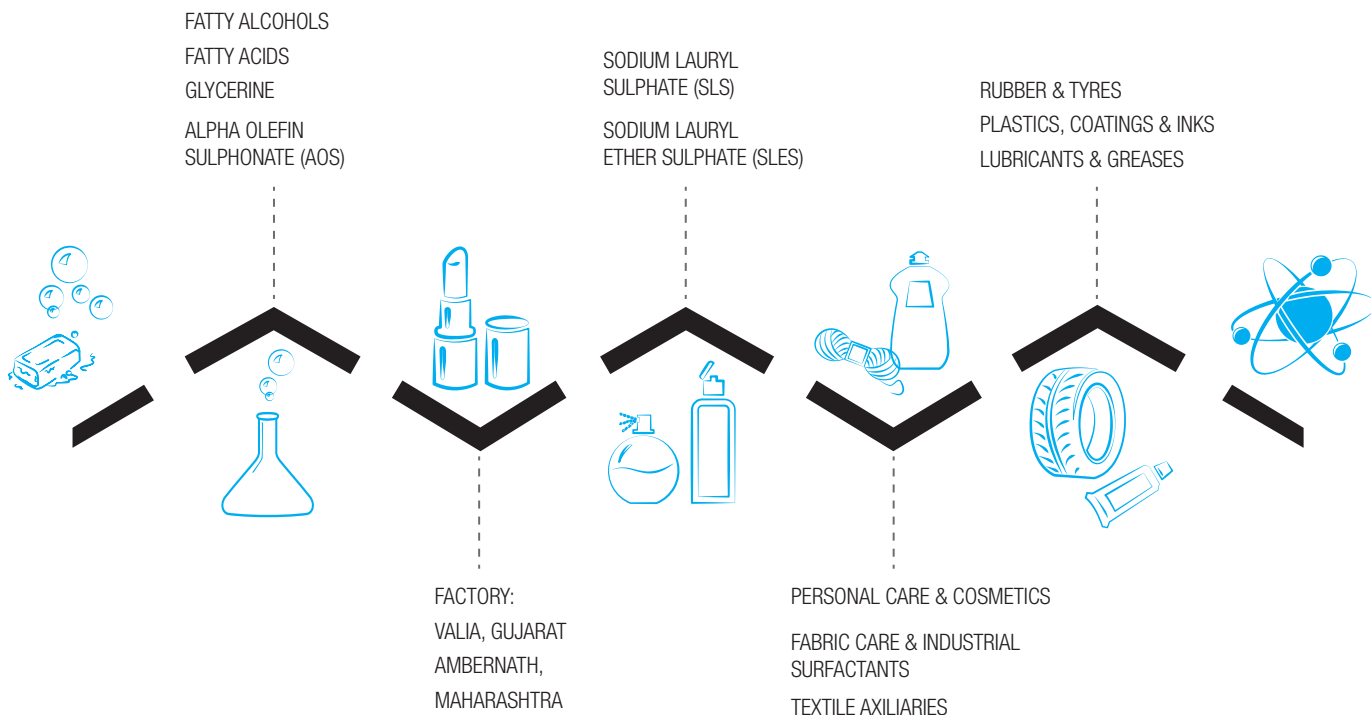 FATTY ALCOHOLS
FATTY ACIDS
GLYCERINE
ALPHA OLEFIN
SULPHONATE (AOS)
FACTORY:
VALIA, GUJARAT
AMBERNATH,
MAHARASHTRA
SODIUM LAURYL
SULPHATE (SLS)
SODIUM LAURYL
ETHER SULPHATE (SLES)
PERSONAL CARE & COSMETICS
FABRIC CARE & INDUSTRIAL
SURFACTANTS
TEXTILE AXILIARIES
RUBBER & TYRES
PLASTICS, COATINGS & INKS
LUBRICANTS & GREASES